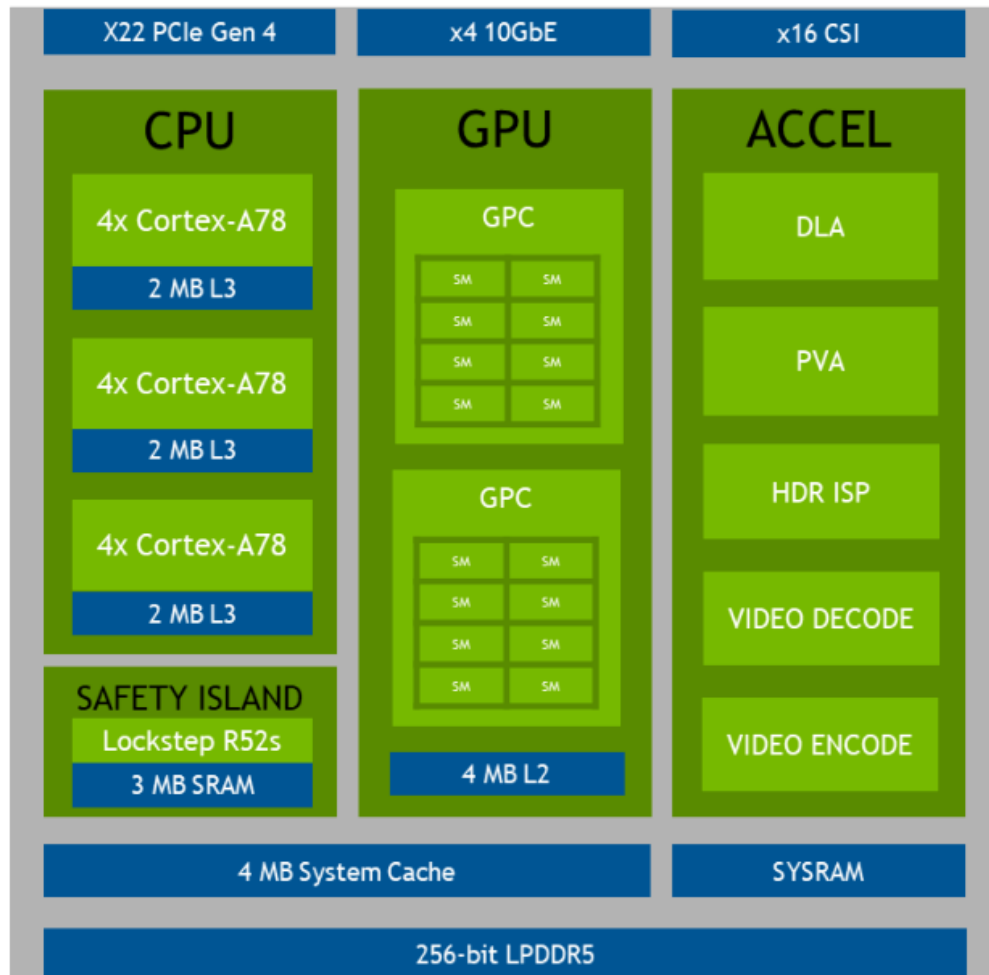 X22 PCIe Gen 4
x4 10GbE
x16 CSI
CPU
4x Cortex-A78
2 MB L3
4x Cortex-A78
2 MB L3
4x Cortex-A78
2 MB L3
SAFETY ISLAND
Lockstep R52s
3 MB SRAM
GPU
GPC
SM SM
SM SM
SM SM
SM SM
GPC
SM SM
SM SM
SM SM
SM SM
4 MB L2
ACCEL
DLA
PVA
HDR ISP
VIDEO DECODE
VIDEO ENCODE
4 MB System Cache
SYSRAM
256-bit LPDDR5